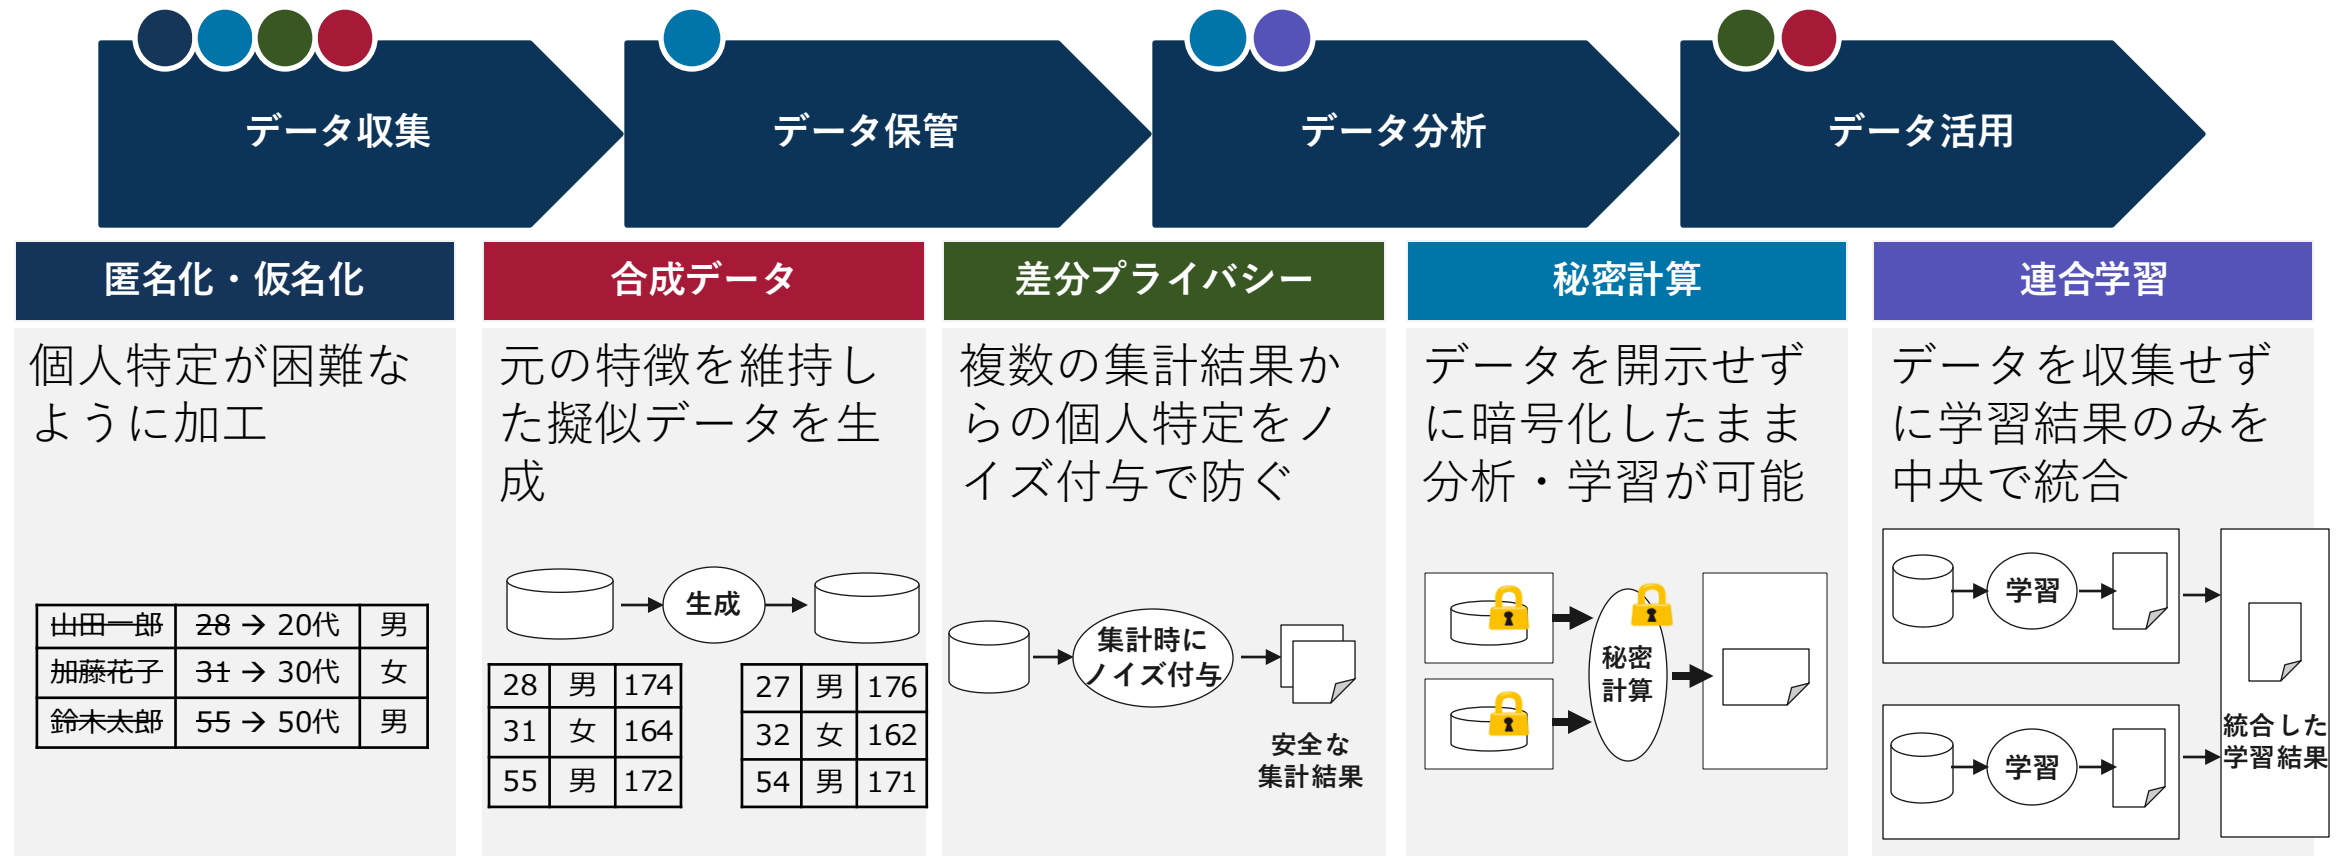 データ収集
データ保管
データ分析
データ活用
匿名化・仮名化
個人特定が困難な
ように加工
山田一郎 28 → 20代 男
加藤花子 31 → 30代 女
鈴木太郎 55 → 50代 男
合成データ
元の特徴を維持し
た擬似データを生
成
生成
28 男 174
31 女 164
55 男 172
27 男 176
32 女 162
54 男 171
差分プライバシー
複数の集計結果か
らの個人特定をノ
イズ付与で防ぐ
集計時に
ノイズ付与
安全な
集計結果
秘密計算
データを開示せず
に暗号化したまま
分析・学習が可能
秘密
計算
連合学習
データを収集せず
に学習結果のみを
中央で統合
学習
学習
統合した
学習結果